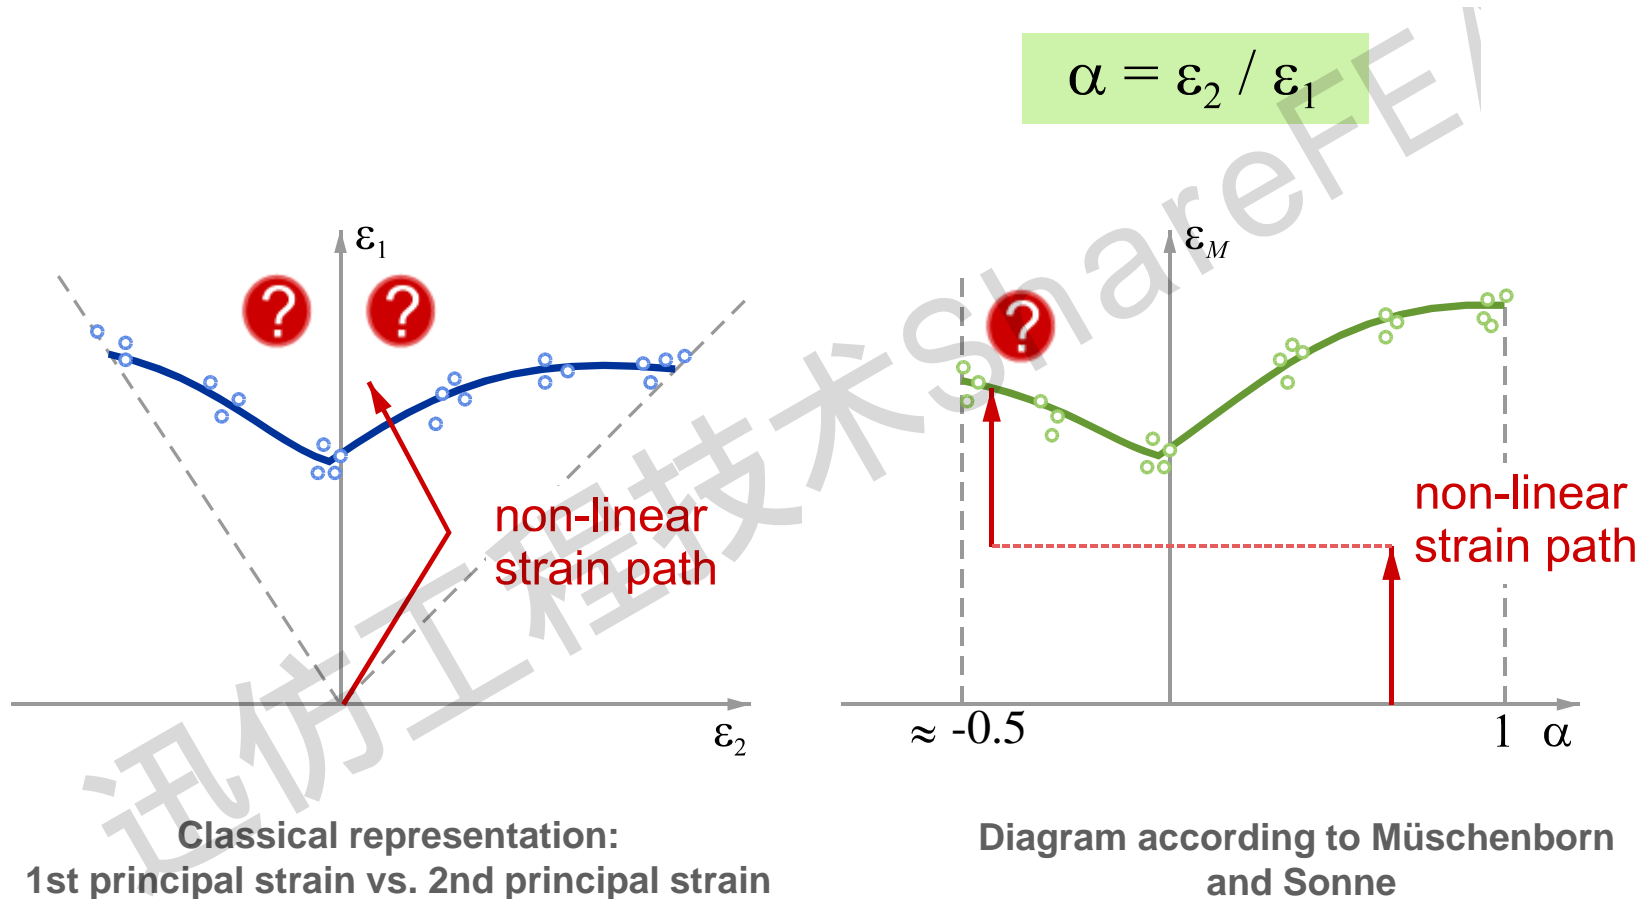 α = ε₂ / ε₁
ε₁
?
?
non-linear
strain path
ε₂
Classical representation:
1st principal strain vs. 2nd principal strain
ε_M
?
non-linear
strain path
≈ -0.5
1
α
Diagram according to Müschenborn
and Sonne
迅仿工程技术ShareFE